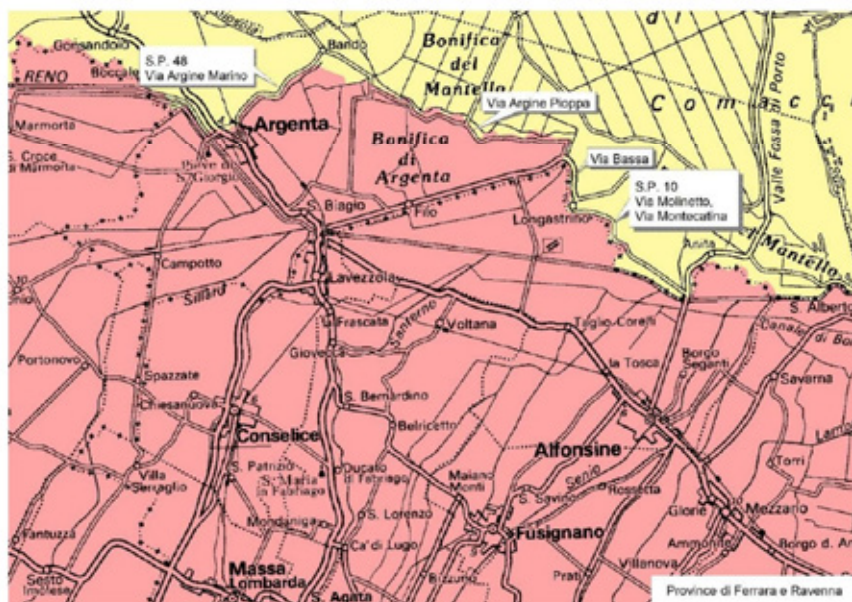 Gonsandolo
Boccale
RENO
Marmorta
S. Croce
di Marmorta
S.P. 48
Via Argine Marino
Bando
Bonifica
del
Mantello
d i
C o m a c c
Via Argine Pioppa
Valle Fossa di Porto
Argenta
Pieve di
S. Giorgio
Bonifica
di
Argenta
Via Bassa
S.P. 10
Via Molinetto,
Via Montecatina
S. Biagio
Filo
Longastrino
Anita
Mantello
Campotto
Lavezzola
S. Alberto
Sillaro
Frascata
Santerno
Voltana
Taglio Corelli
Canale di
Giovecca
Portonovo
la Tosca
Borgo
Seganti
Spazzate
Savarna
Chiesanuova
S. Bernardino
Belricetto
Conselice
Alfonsine
S. Patrizio
S. Maria
in Fabriago
Ducato
di Fabriago
Maiano
Monti
Senio
Torri
Villa
Serraglio
S. Savino
Rossetta
S. Lorenzo
Mondaniga
Glorie
Mezzano
Fantuzza
Fusignano
Ca' di Lugo
Ammonite
Sesto
Imolese
Massa
Lombarda
Villanova
Borgo d.
Prati
S. Agata
Province di Ferrara e Ravenna